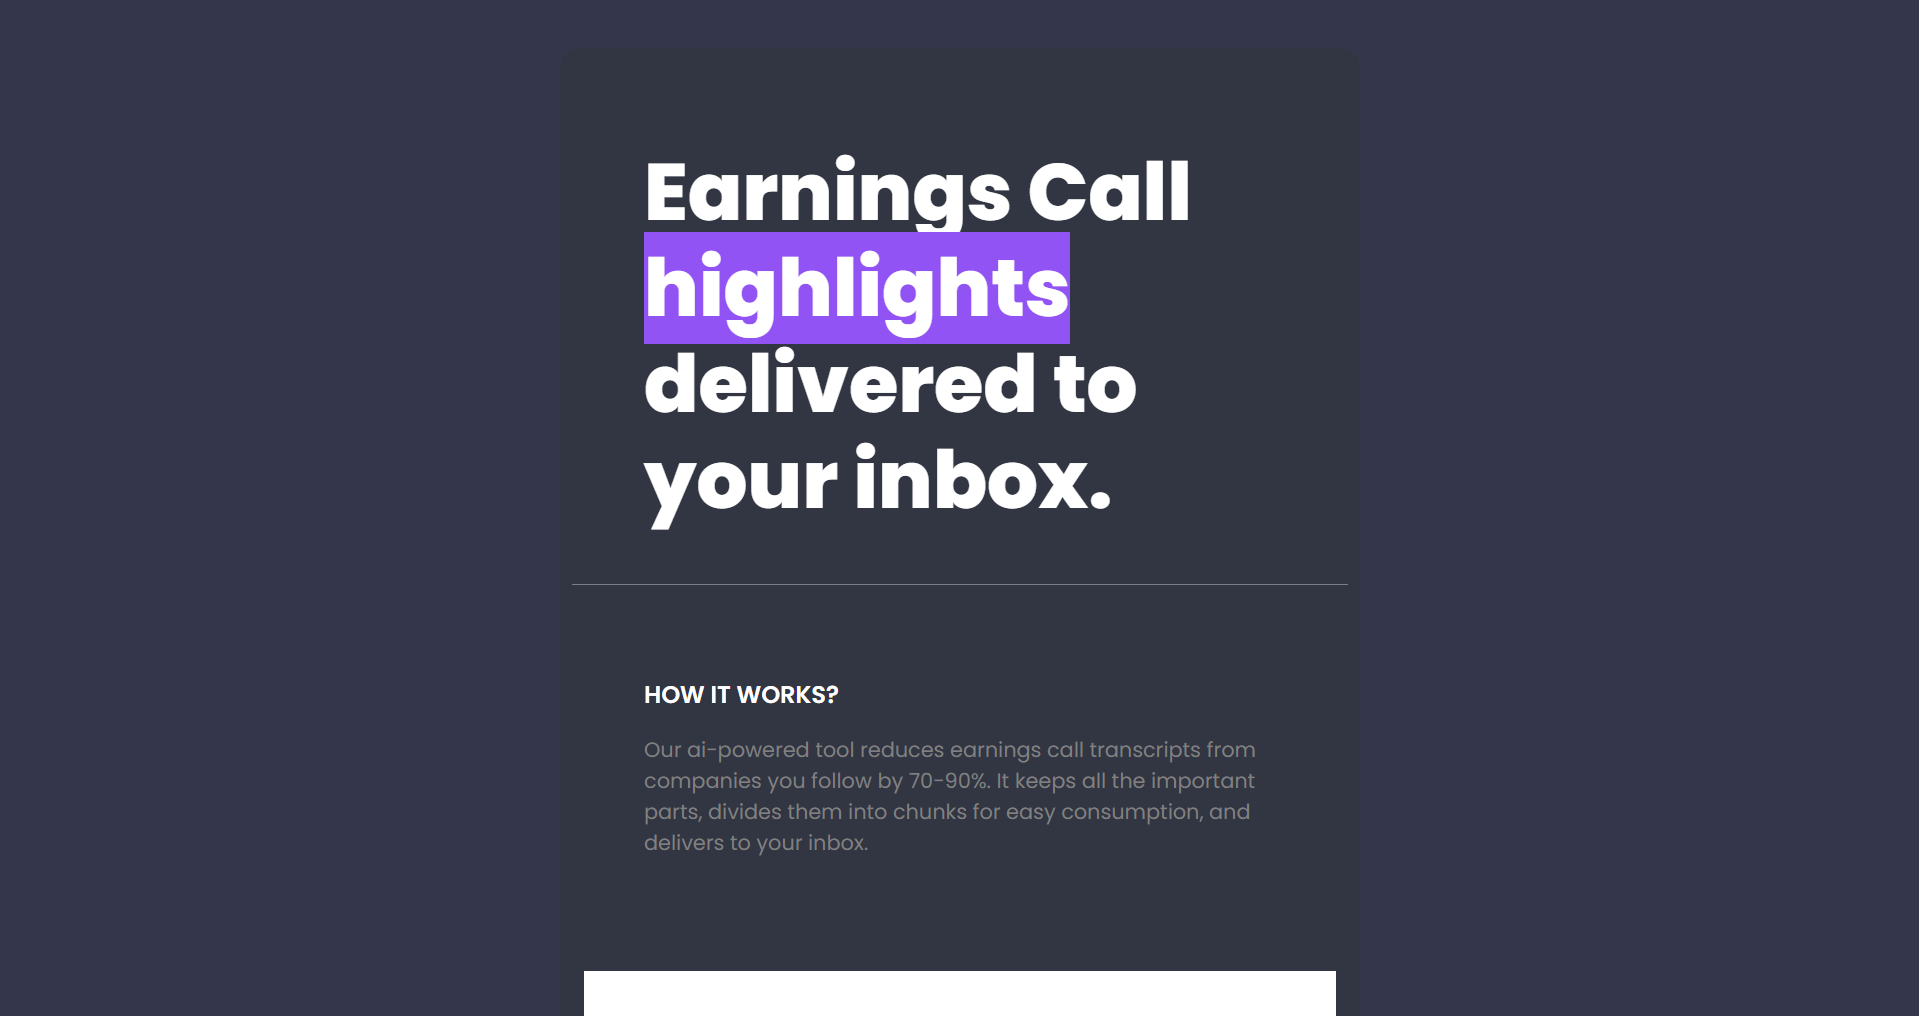 Earnings Call
highlights
delivered to
your inbox.
HOW IT WORKS?
Our ai-powered tool reduces earnings call transcripts from
companies you follow by 70-90%. It keeps all the important
parts, divides them into chunks for easy consumption, and
delivers to your inbox.